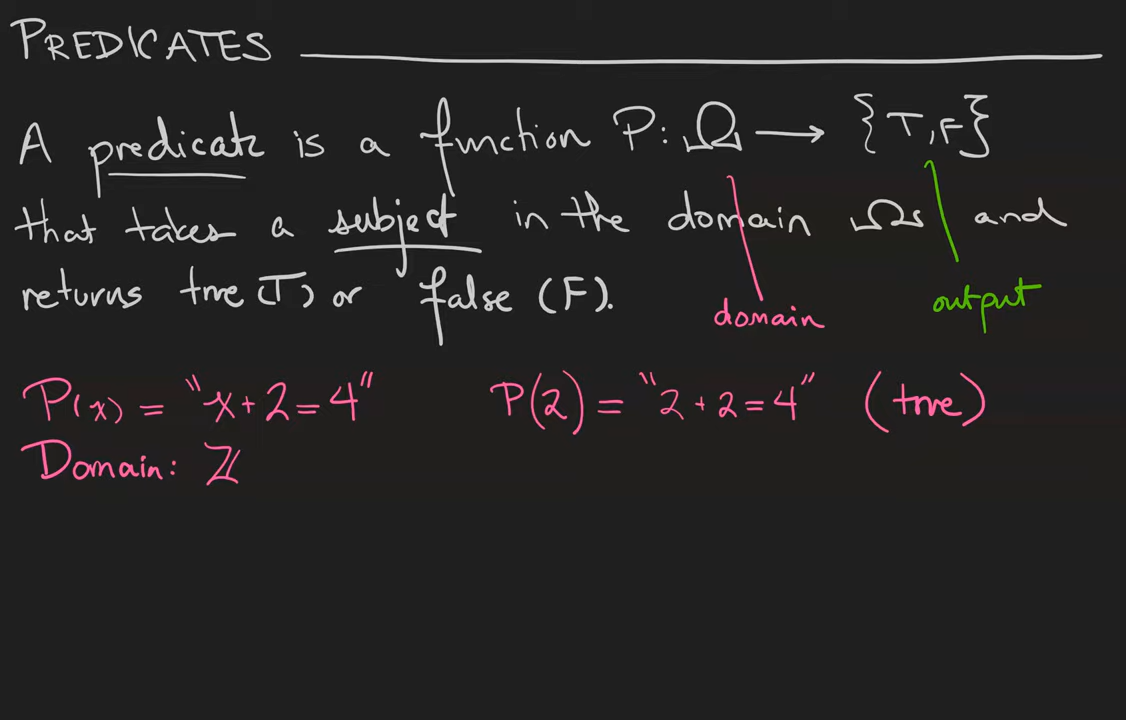 PREDICATES
A predicate is a function P: Ω → {T,F}
that takes a subject in the domain Ω and
returns true (T) or false (F).
domain
output
P(x) = "x+2=4"
P(2) = "2+2=4" (true)
Domain: ℤ